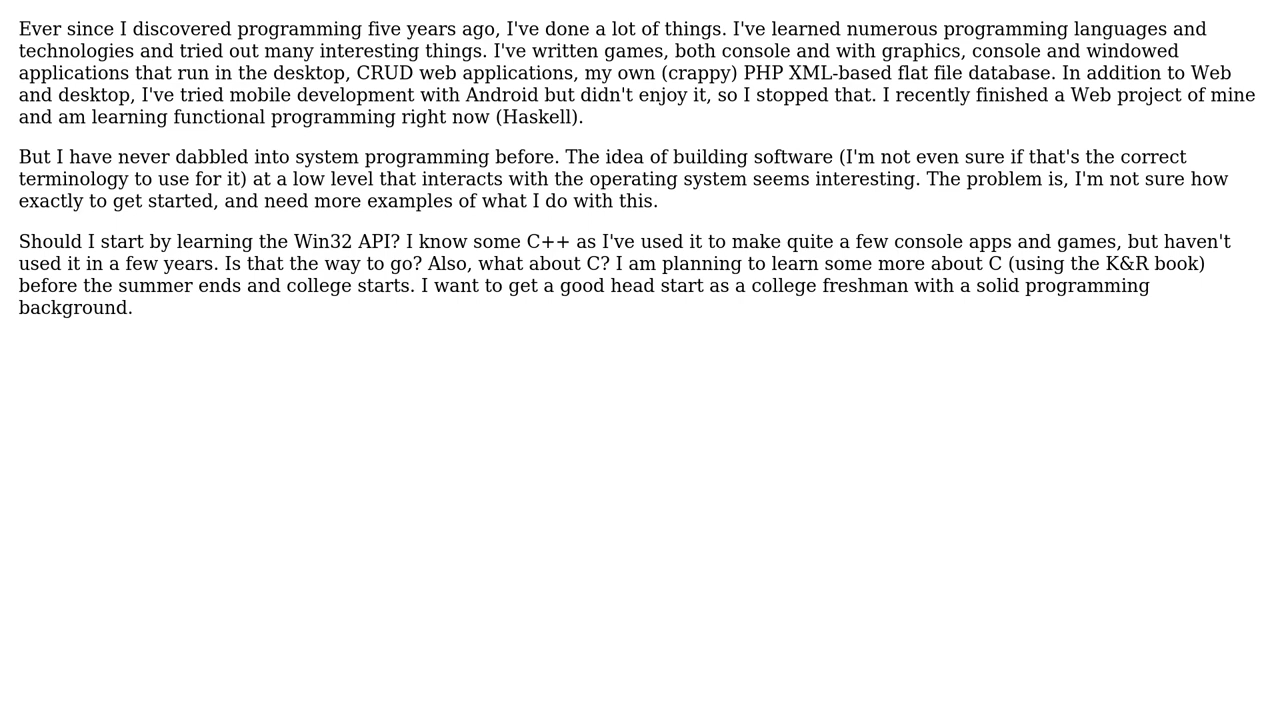 Ever since I discovered programming five years ago, I've done a lot of things. I've learned numerous programming languages and
technologies and tried out many interesting things. I've written games, both console and with graphics, console and windowed
applications that run in the desktop, CRUD web applications, my own (crappy) PHP XML-based flat file database. In addition to Web
and desktop, I've tried mobile development with Android but didn't enjoy it, so I stopped that. I recently finished a Web project of mine
and am learning functional programming right now (Haskell).
But I have never dabbled into system programming before. The idea of building software (I'm not even sure if that's the correct
terminology to use for it) at a low level that interacts with the operating system seems interesting. The problem is, I'm not sure how
exactly to get started, and need more examples of what I do with this.
Should I start by learning the Win32 API? I know some C++ as I've used it to make quite a few console apps and games, but haven't
used it in a few years. Is that the way to go? Also, what about C? I am planning to learn some more about C (using the K&R book)
before the summer ends and college starts. I want to get a good head start as a college freshman with a solid programming
background.